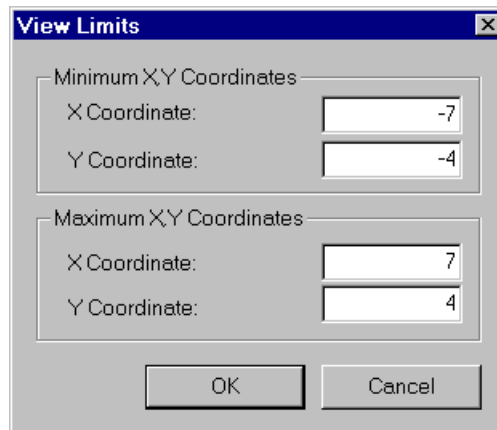 View Limits
Minimum X,Y Coordinates
X Coordinate: -7
Y Coordinate: -4
Maximum X,Y Coordinates
X Coordinate: 7
Y Coordinate: 4
OK Cancel